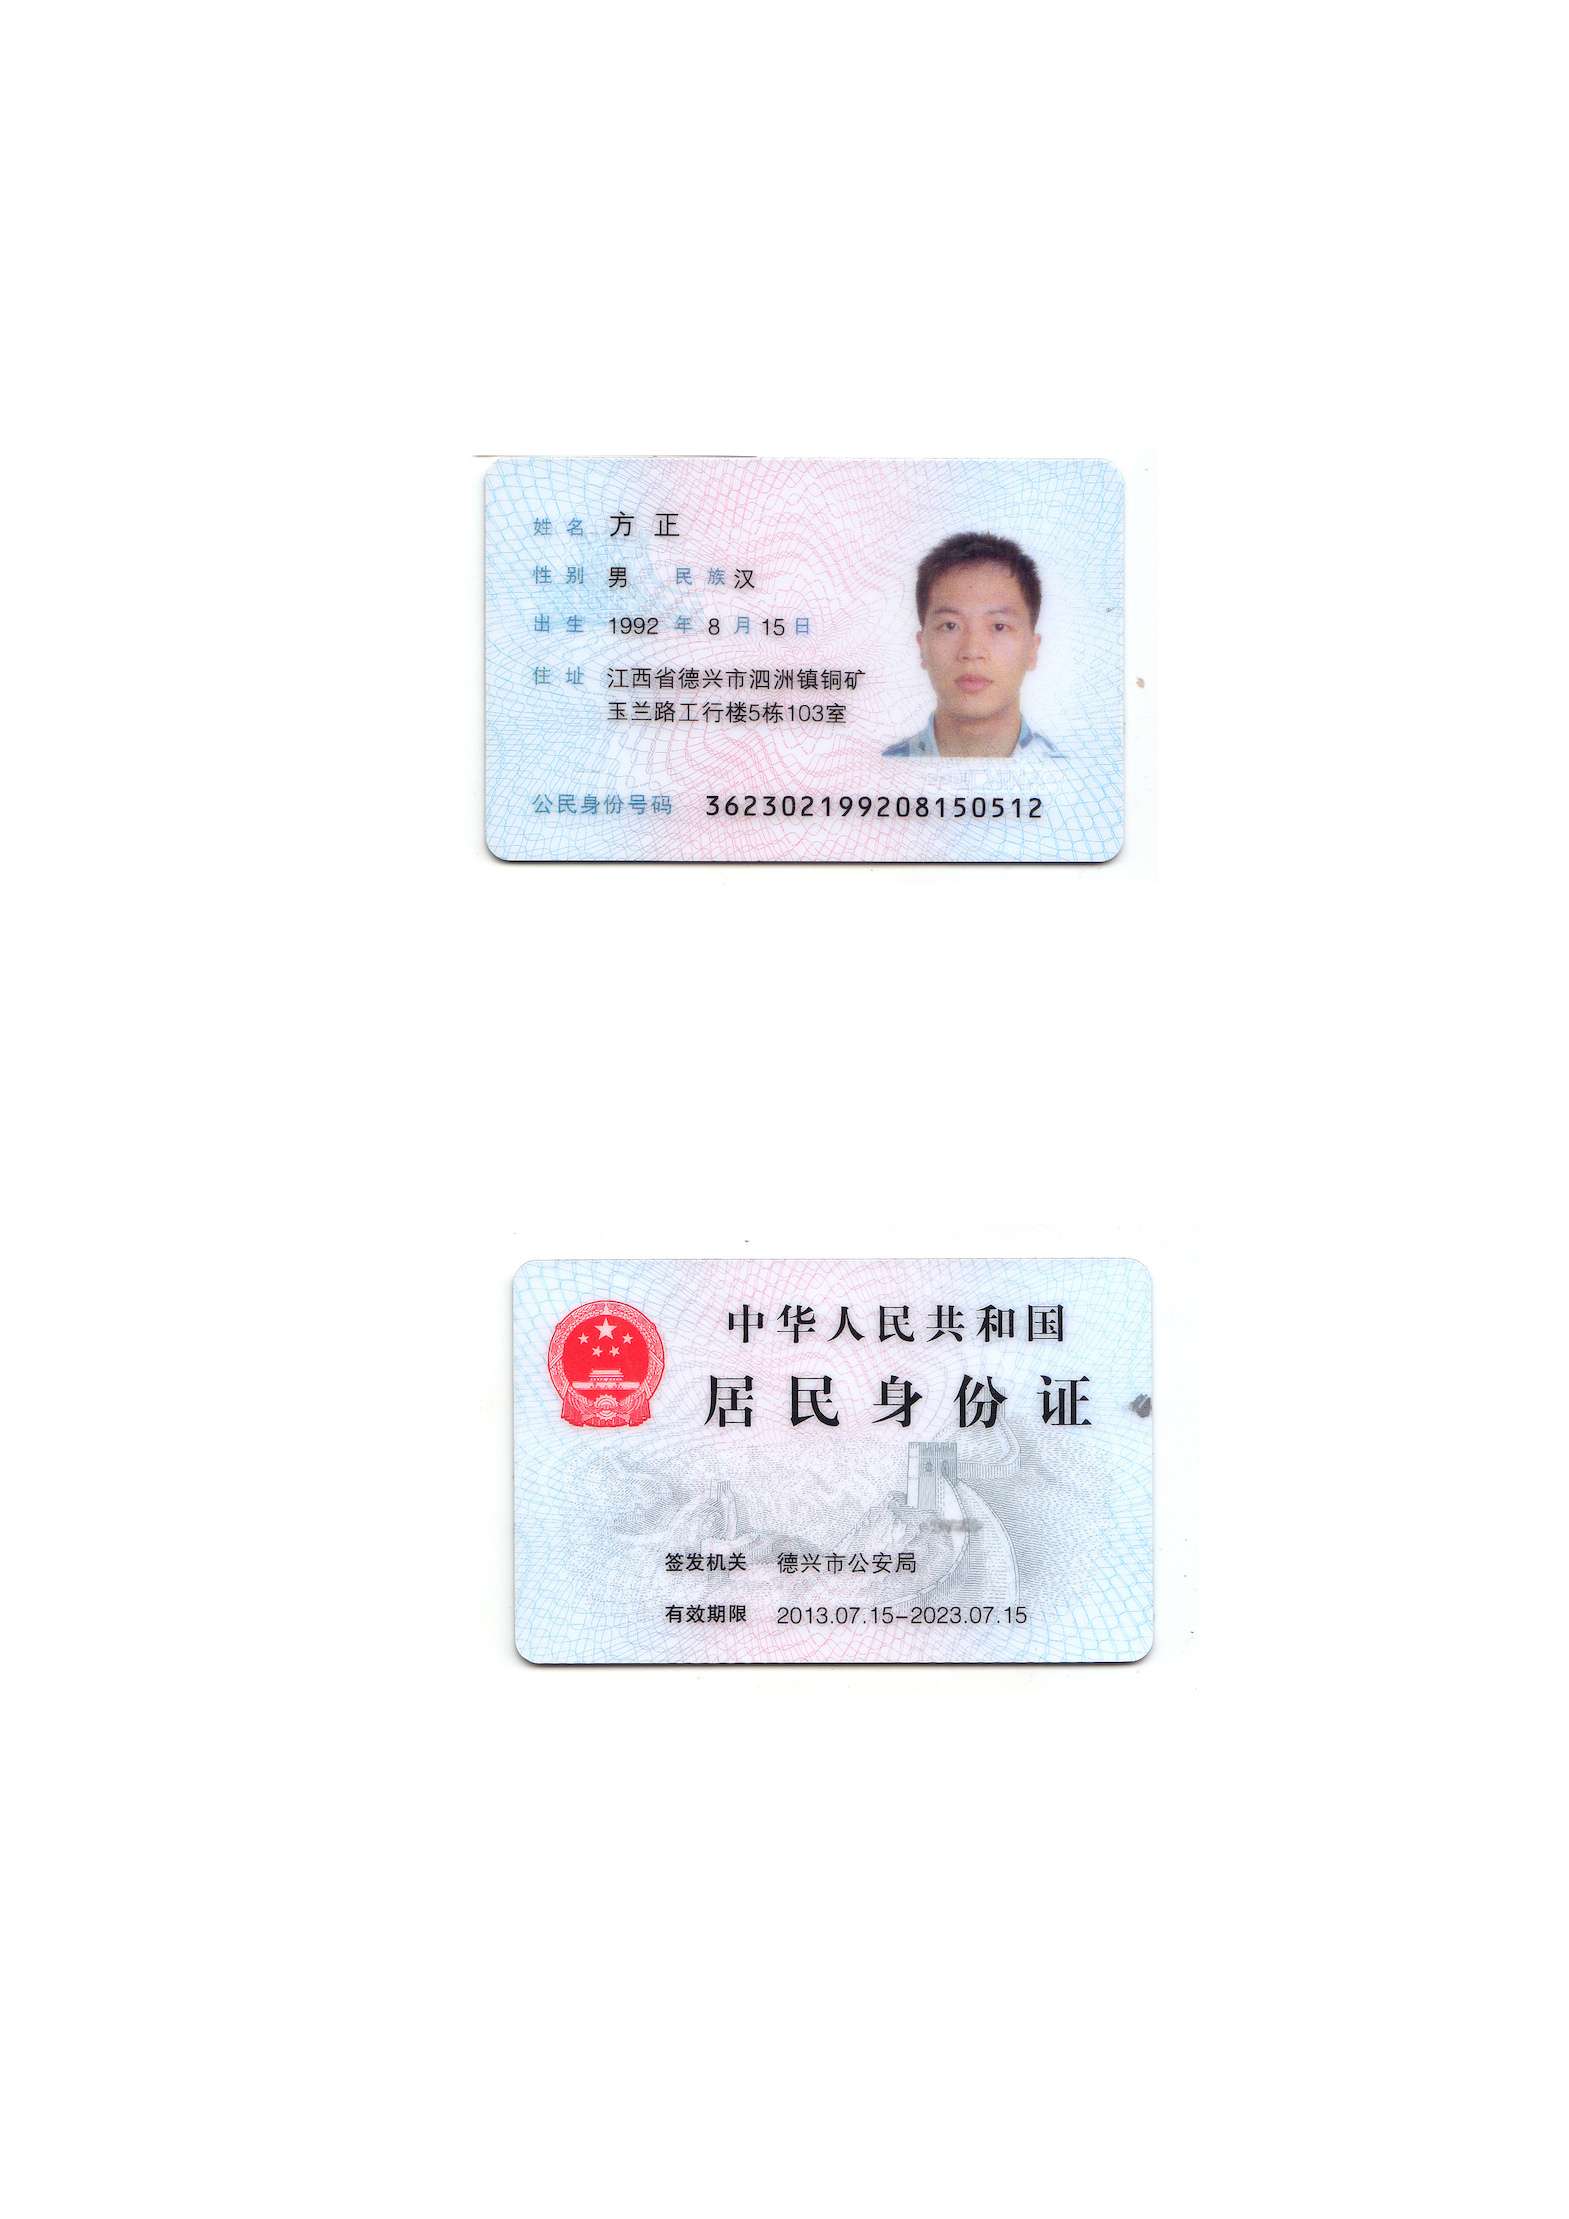 姓名 方正
性别 男 民族 汉
出生 1992 年 8 月 15 日
住址 江西省德兴市泗洲镇铜矿
玉兰路工行楼5栋103室
公民身份号码 362302199208150512
中华人民共和国
居民身份证
签发机关 德兴市公安局
有效期限 2013.07.15-2023.07.15